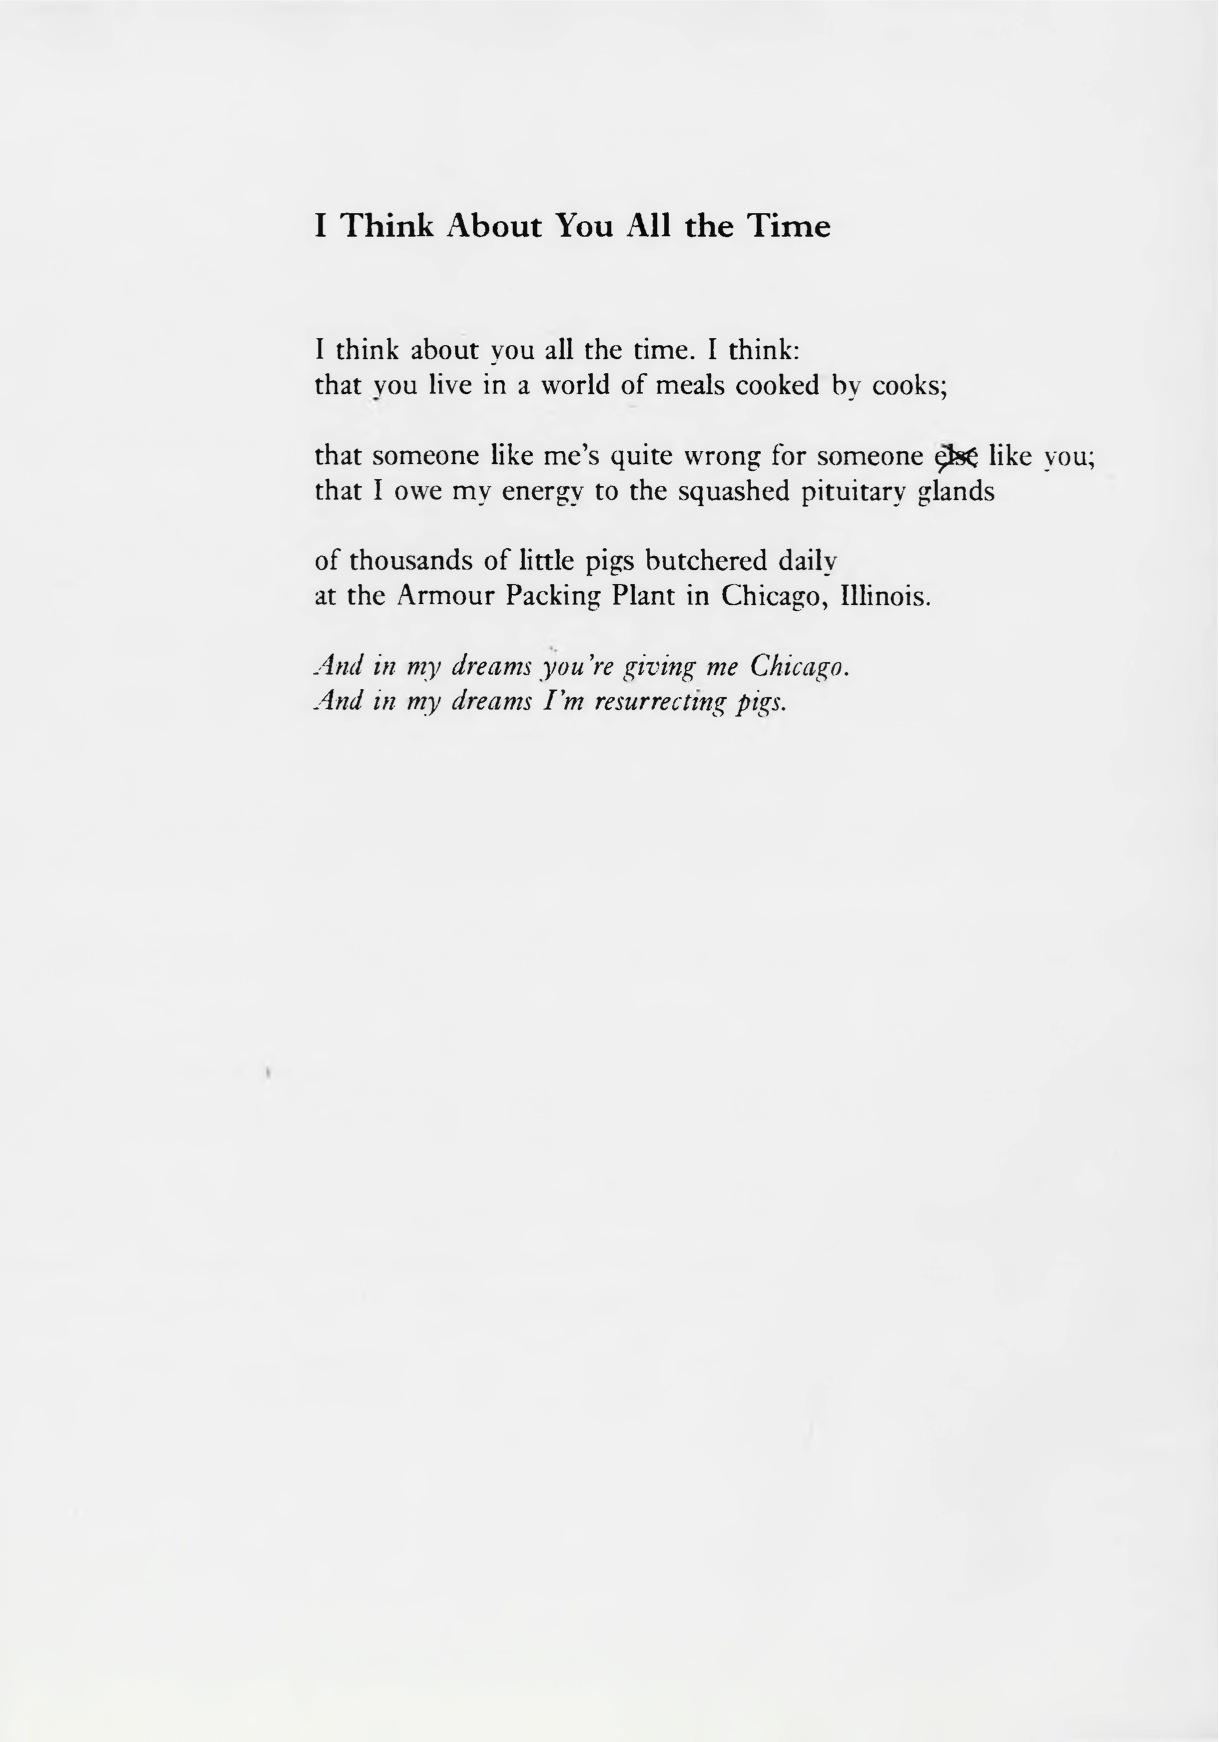 I Think About You All the Time
I think about you all the time. I think:
that you live in a world of meals cooked by cooks;
that someone like me's quite wrong for someone else like you;
that I owe my energy to the squashed pituitary glands
of thousands of little pigs butchered daily
at the Armour Packing Plant in Chicago, Illinois.
And in my dreams you're giving me Chicago.
And in my dreams I'm resurrecting pigs.